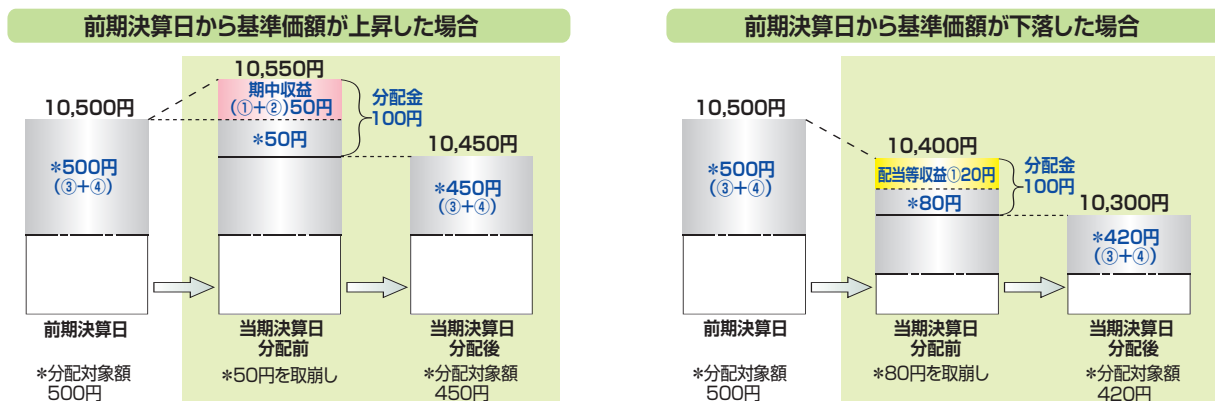 前期決算日から基準価額が上昇した場合
10,500円
*500円
(③+④)
前期決算日
*分配対象額
500円
10,550円
期中収益
(①+②)50円
*50円
分配金
100円
当期決算日
分配前
*50円を取崩し
10,450円
*450円
(③+④)
当期決算日
分配後
*分配対象額
450円
前期決算日から基準価額が下落した場合
10,500円
*500円
(③+④)
前期決算日
*分配対象額
500円
10,400円
配当等収益①20円
*80円
分配金
100円
当期決算日
分配前
*80円を取崩し
10,300円
*420円
(③+④)
当期決算日
分配後
*分配対象額
420円